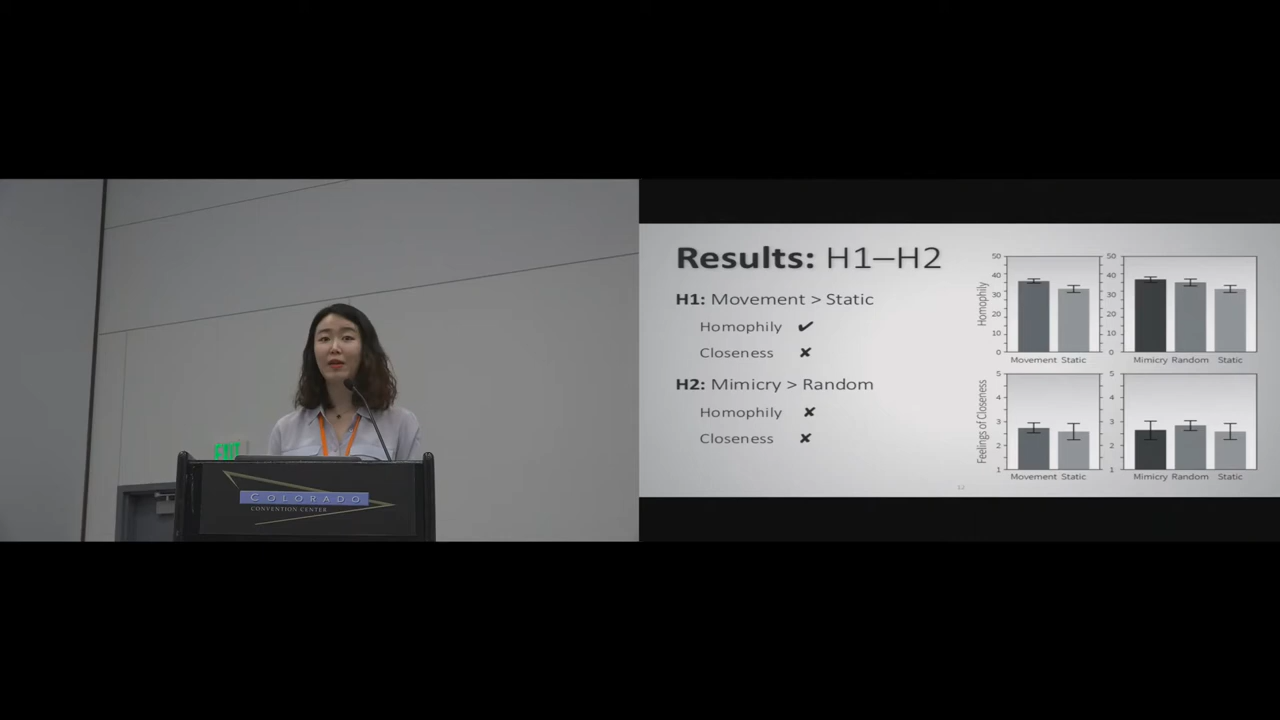 EXIT
COLORADO
CONVENTION CENTER
Results: H1–H2
H1: Movement > Static
Homophily ✔
Closeness ✘
H2: Mimicry > Random
Homophily ✘
Closeness ✘
12
Homophily
50
40
30
20
10
0
Movement Static
50
40
30
20
10
0
Mimicry Random Static
Feelings of Closeness
5
4
3
2
1
Movement Static
5
4
3
2
1
Mimicry Random Static